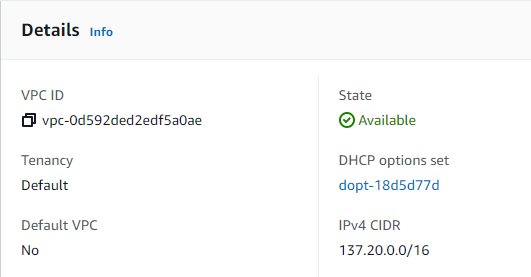 Details Info
VPC ID
vpc-0d592ded2edf5a0ae
State
Available
Tenancy
Default
DHCP options set
dopt-18d5d77d
Default VPC
No
IPv4 CIDR
137.20.0.0/16